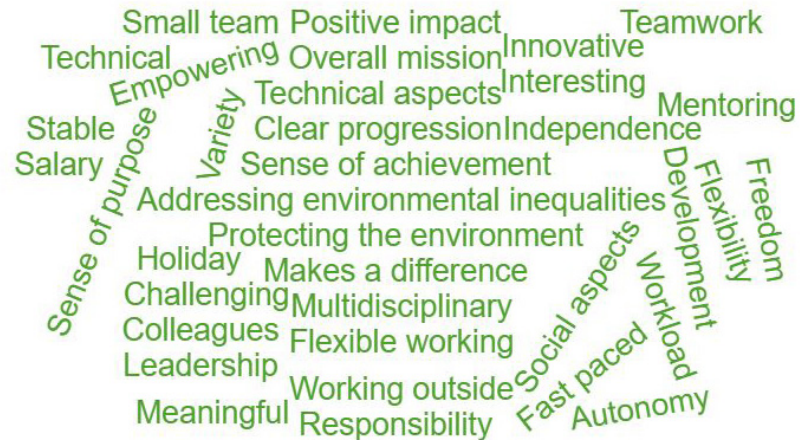 Small team
Positive impact
Teamwork
Technical
Empowering
Overall mission
Innovative
Technical aspects
Interesting
Mentoring
Stable
Variety
Clear progression
Independence
Salary
Sense of purpose
Sense of achievement
Addressing environmental inequalities
Development
Flexibility
Freedom
Protecting the environment
Holiday
Makes a difference
Social aspects
Workload
Challenging
Multidisciplinary
Colleagues
Flexible working
Leadership
Working outside
Fast paced
Meaningful
Responsibility
Autonomy